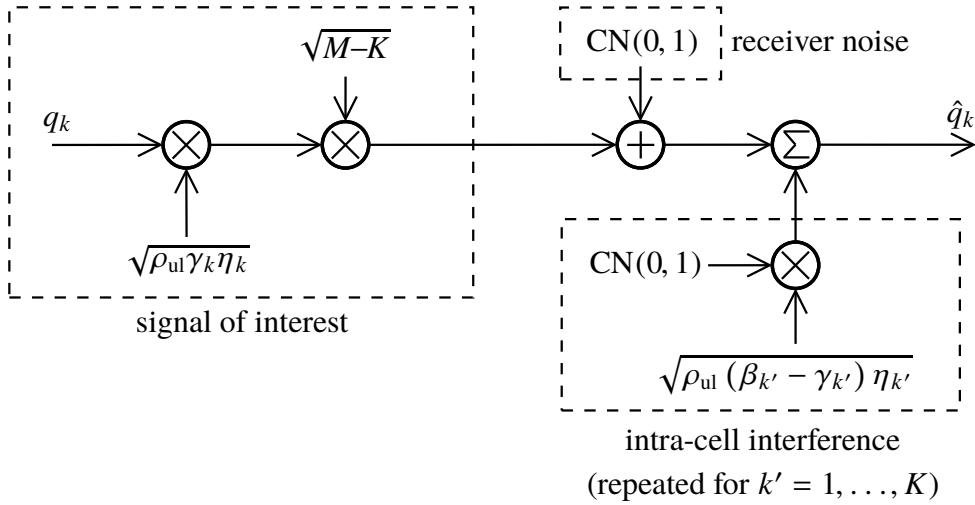 √M–K
CN(0, 1) receiver noise
q_k
q̂_k
× × + Σ
√ρ_ul γ_k η_k
signal of interest
CN(0, 1) ×
√ρ_ul (β_k′ − γ_k′) η_k′
intra-cell interference
(repeated for k′ = 1, . . . , K)